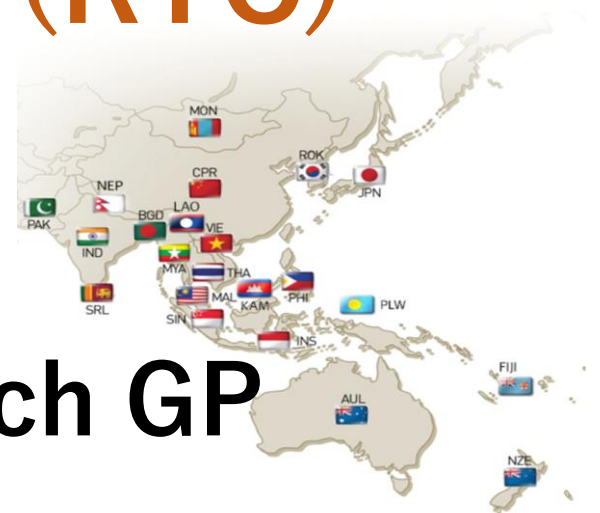 (RTC)
MON
ROK
CPR
JPN
NEP
PAK
LAO
BGD
VIE
IND
MYA
THA
SRL
MAL
KAM
PHI
SIN
PLW
INS
FIJI
ch GP
AUL
NZE